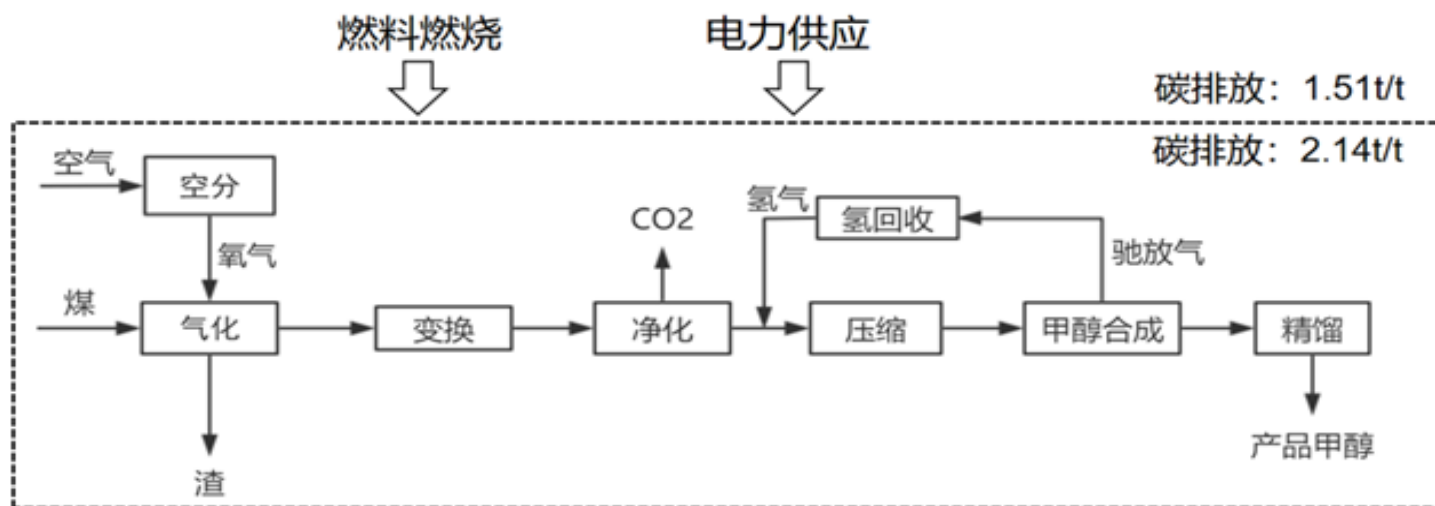 燃料燃烧
电力供应
碳排放：1.51t/t
碳排放：2.14t/t
空气
空分
氧气
煤
气化
渣
变换
CO2
净化
氢气
氢回收
驰放气
压缩
甲醇合成
精馏
产品甲醇